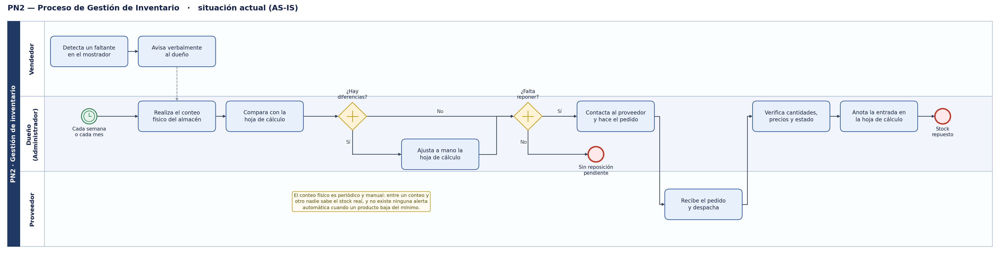 PN2 — Proceso de Gestión de Inventario · situación actual (AS-IS)
PN2 · Gestión de inventario
Vendedor
Detecta un faltante
en el mostrador
Avisa verbalmente
al dueño
Dueño
(Administrador)
Cada semana
o cada mes
Realiza el conteo
físico del almacén
Compara con la
hoja de cálculo
¿Hay
diferencias?
No
Sí
Ajusta a mano la
hoja de cálculo
¿Falta
reponer?
Sí
No
Sin reposición
pendiente
Contacta al proveedor
y hace el pedido
Verifica cantidades,
precios y estado
Anota la entrada en
la hoja de cálculo
Stock
repuesto
Proveedor
El conteo físico es periódico y manual: entre un conteo y
otro nadie sabe el stock real, y no existe ninguna alerta
automática cuando un producto baja del mínimo.
Recibe el pedido
y despacha